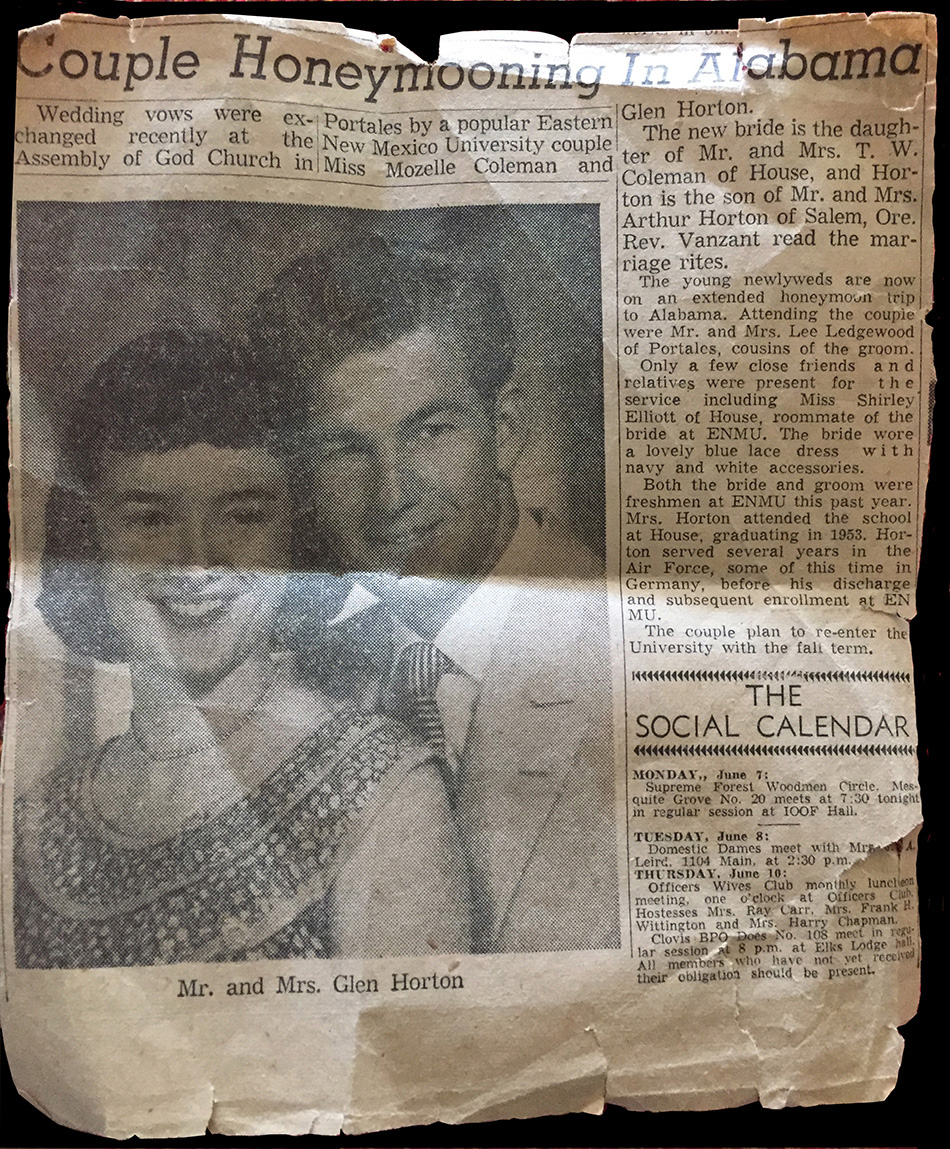 Couple Honeymooning In Alabama
Wedding vows were ex-
changed recently at the
Assembly of God Church in
Portales by a popular Eastern
New Mexico University couple
Miss Mozelle Coleman and
Glen Horton.
The new bride is the daugh-
ter of Mr. and Mrs. T. W.
Coleman of House, and Hor-
ton is the son of Mr. and Mrs.
Arthur Horton of Salem, Ore.
Rev. Vanzant read the mar-
riage rites.
The young newlyweds are now
on an extended honeymoon trip
to Alabama. Attending the couple
were Mr. and Mrs. Lee Ledgewood
of Portales, cousins of the groom.
Only a few close friends and
relatives were present for the
service including Miss Shirley
Elliott of House, roommate of the
bride at ENMU. The bride wore
a lovely blue lace dress with
navy and white accessories.
Both the bride and groom were
freshmen at ENMU this past year.
Mrs. Horton attended the school
at House, graduating in 1953. Hor-
ton served several years in the
Air Force, some of this time in
Germany, before his discharge
and subsequent enrollment at EN
MU.
The couple plan to re-enter the
University with the fall term.
THE
SOCIAL CALENDAR
MONDAY,, June 7:
Supreme Forest Woodmen Circle, Mes-
quite Grove No. 20 meets at 7:30 tonight
in regular session at IOOF Hall.
TUESDAY, June 8:
Domestic Dames meet with Mrs.
Leird, 1104 Main, at 2:30 p.m.
THURSDAY, June 10:
Officers Wives Club monthly luncheon
meeting, one o'clock at Officers Club.
Hostesses Mrs. Ray Carr, Mrs. Frank H.
Wittington and Mrs. Harry Chapman.
Clovis BPO Does No. 108 meet in regu-
lar session at 8 p.m. at Elks Lodge hall.
All members who have not yet received
their obligation should be present.
Mr. and Mrs. Glen Horton